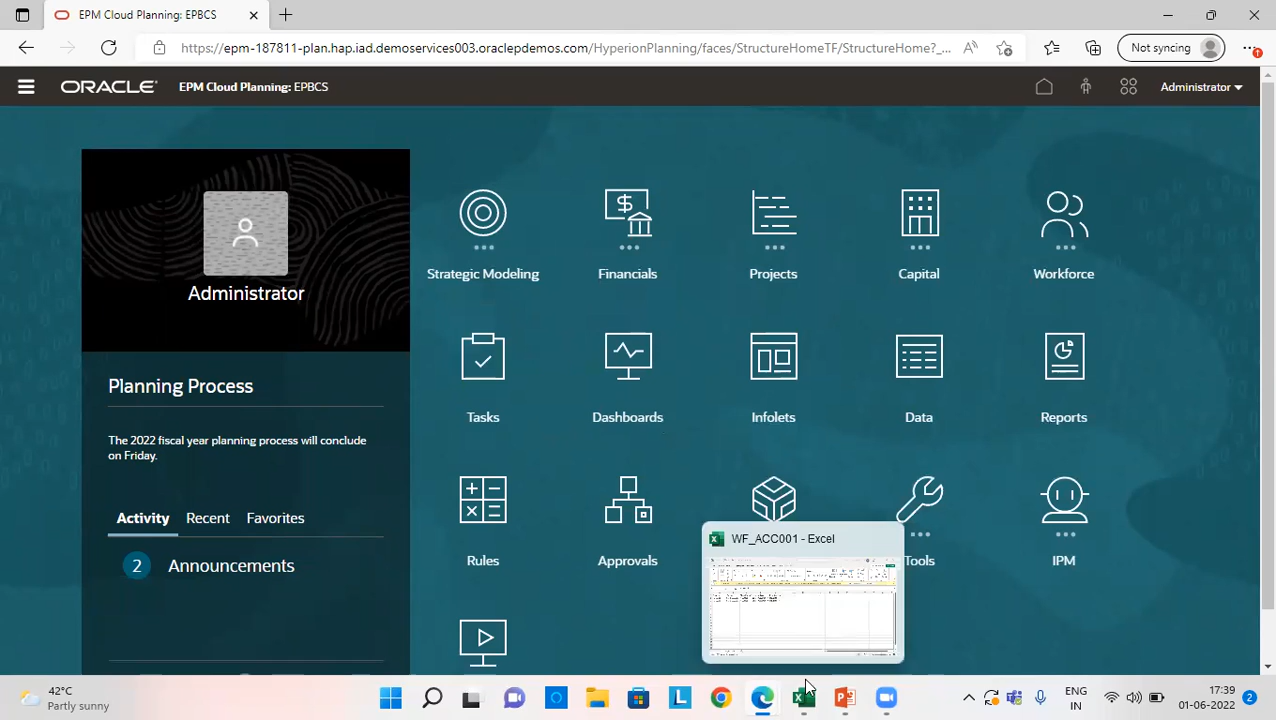 EPM Cloud Planning: EPBCS
https://epm-187811-plan.hap.iad.demoservices003.oraclepdemos.com/HyperionPlanning/faces/StructureHomeTF/StructureHome?_...
Not syncing
ORACLE
EPM Cloud Planning: EPBCS
Administrator
Administrator
Planning Process
The 2022 fiscal year planning process will conclude
on Friday.
Activity Recent Favorites
2 Announcements
Strategic Modeling
Financials
Projects
Capital
Workforce
Tasks
Dashboards
Infolets
Data
Reports
Rules
Approvals
Tools
IPM
WF_ACC001 - Excel
42°C
Partly sunny
ENG
IN
17:39
01-06-2022
2